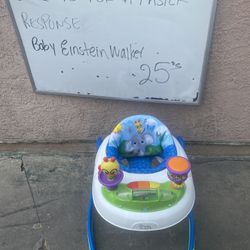 RESPONSE
Baby Einstein Walker
25$